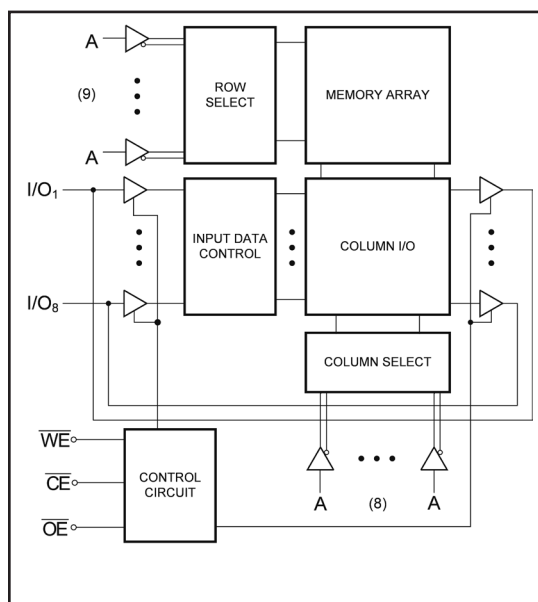 A
(9)
ROW
SELECT
MEMORY ARRAY
A
I/O1
INPUT DATA
CONTROL
COLUMN I/O
I/O8
COLUMN SELECT
WE
CE
OE
CONTROL
CIRCUIT
A
(8)
A